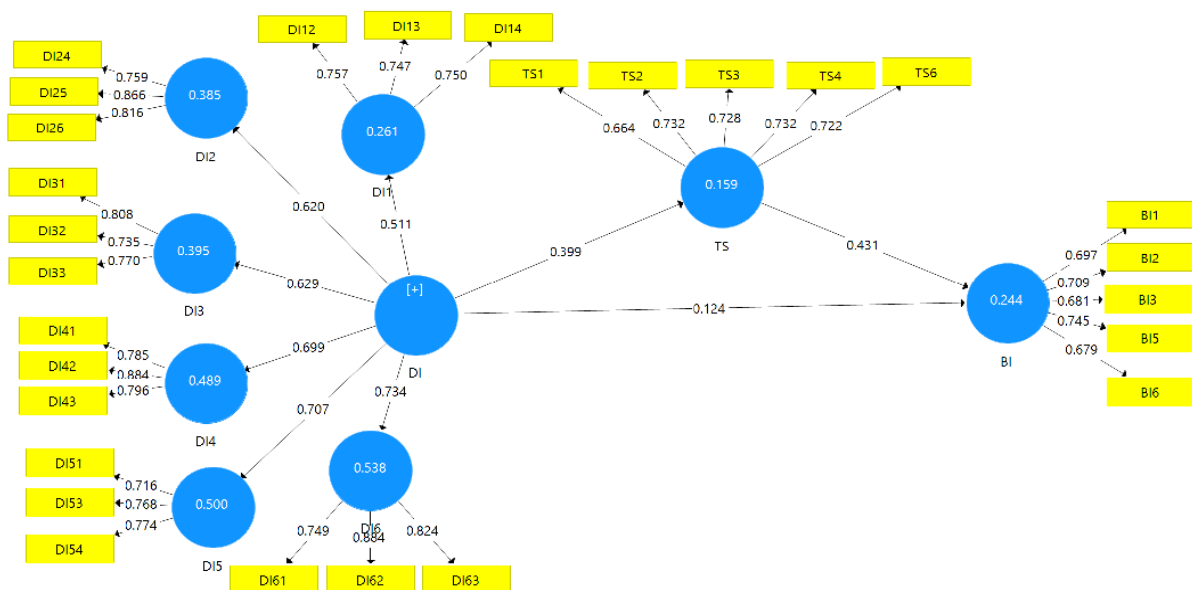 DI12
DI13
DI14
0.757
0.747
0.750
0.261
DI1
DI24
DI25
DI26
0.759
0.866
0.816
0.385
DI2
TS1
TS2
TS3
TS4
TS6
0.664
0.732
0.728
0.732
0.722
0.159
TS
DI31
DI32
DI33
0.808
0.735
0.770
0.395
DI3
0.620
0.511
0.629
0.399
0.431
[+]
DI
0.124
BI1
BI2
BI3
BI5
BI6
0.697
0.709
0.681
0.745
0.679
0.244
BI
DI41
DI42
DI43
0.785
0.884
0.796
0.489
DI4
0.699
0.707
0.734
DI51
DI53
DI54
0.716
0.768
0.774
0.500
DI5
0.538
DI6
0.749
0.884
0.824
DI61
DI62
DI63